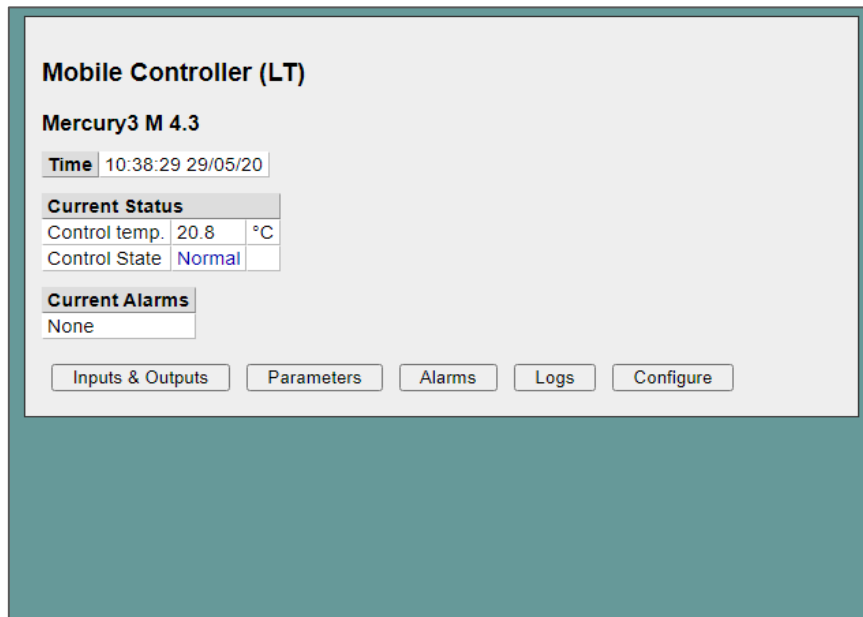 Mobile Controller (LT)
Mercury3 M 4.3
Time 10:38:29 29/05/20
Current Status
Control temp. 20.8 °C
Control State Normal
Current Alarms
None
Inputs & Outputs Parameters Alarms Logs Configure